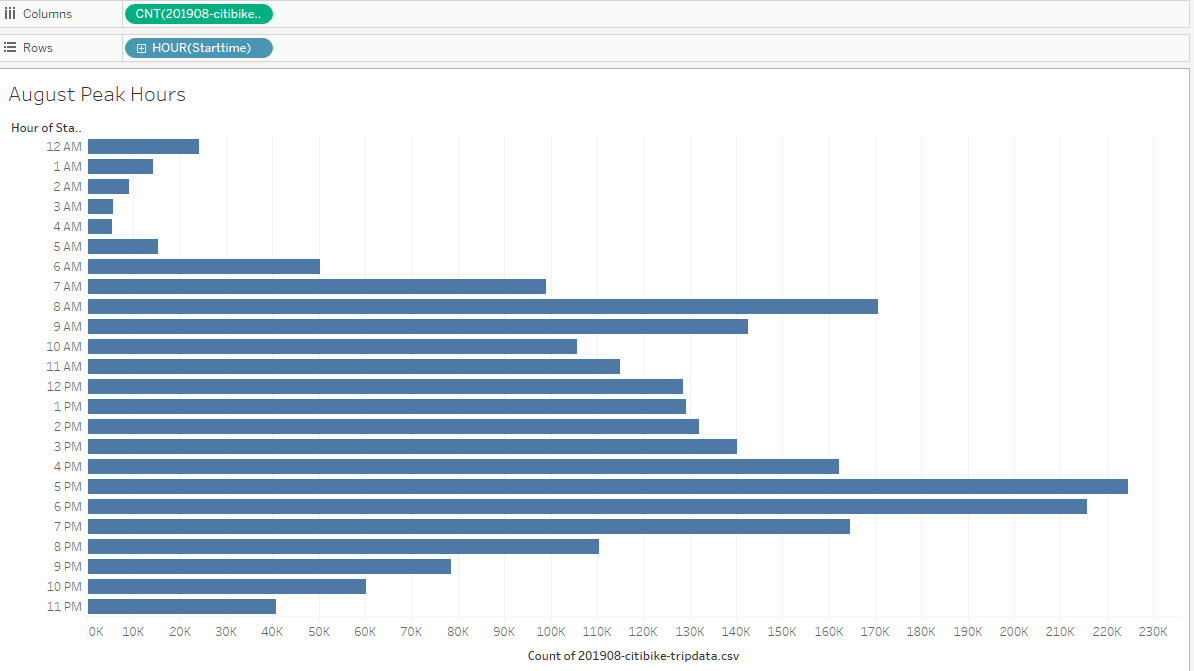 Columns CNT(201908-citibike..
Rows HOUR(Starttime)
August Peak Hours
Hour of Sta..
12 AM
1 AM
2 AM
3 AM
4 AM
5 AM
6 AM
7 AM
8 AM
9 AM
10 AM
11 AM
12 PM
1 PM
2 PM
3 PM
4 PM
5 PM
6 PM
7 PM
8 PM
9 PM
10 PM
11 PM
0K 10K 20K 30K 40K 50K 60K 70K 80K 90K 100K 110K 120K 130K 140K 150K 160K 170K 180K 190K 200K 210K 220K 230K
Count of 201908-citibike-tripdata.csv